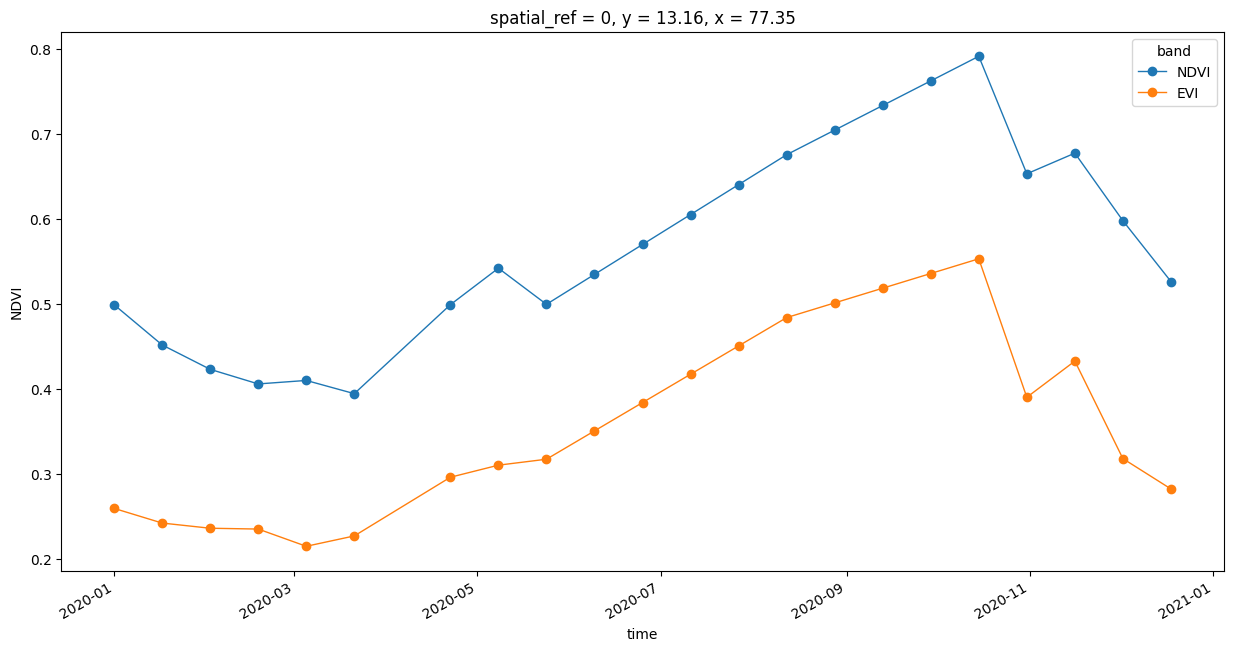 spatial_ref = 0, y = 13.16, x = 77.35
band
NDVI
EVI
NDVI
0.8
0.7
0.6
0.5
0.4
0.3
0.2
2020-01
2020-03
2020-05
2020-07
2020-09
2020-11
2021-01
time